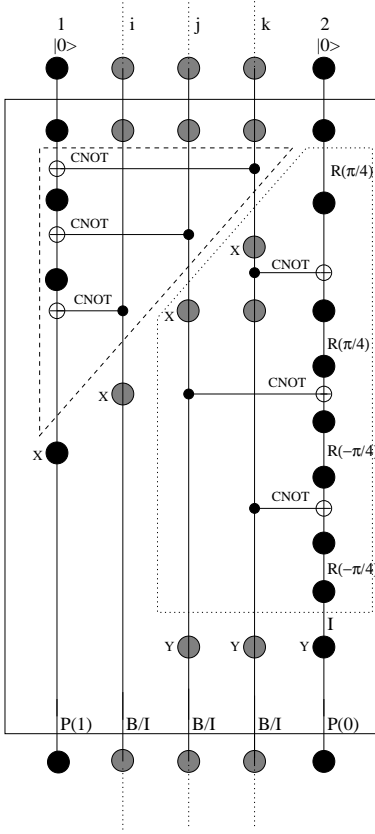 1 i j k 2
|0> |0>
CNOT
R(π/4)
CNOT
X
CNOT
CNOT
X
R(π/4)
CNOT
X
R(−π/4)
X
CNOT
R(−π/4)
I
Y Y Y
P(1) B/I B/I B/I P(0)